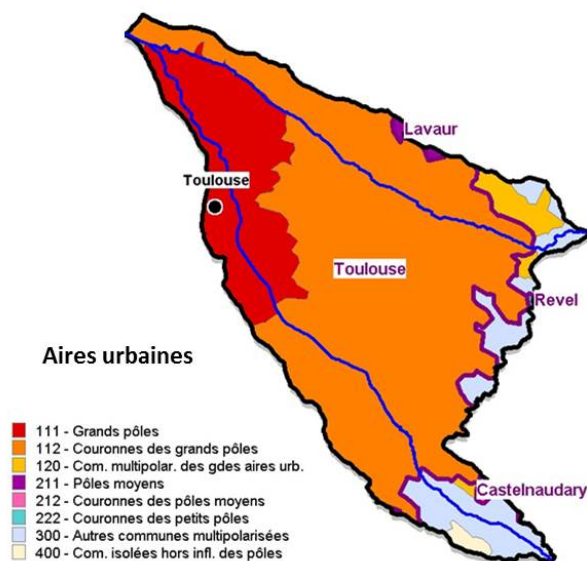 Lavaur
Toulouse
Toulouse
Revel
Aires urbaines
Castelnaudary
111 - Grands pôles
112 - Couronnes des grands pôles
120 - Com. multipolar. des gdes aires urb.
211 - Pôles moyens
212 - Couronnes des pôles moyens
222 - Couronnes des petits pôles
300 - Autres communes multipolarisées
400 - Com. isolées hors infl. des pôles